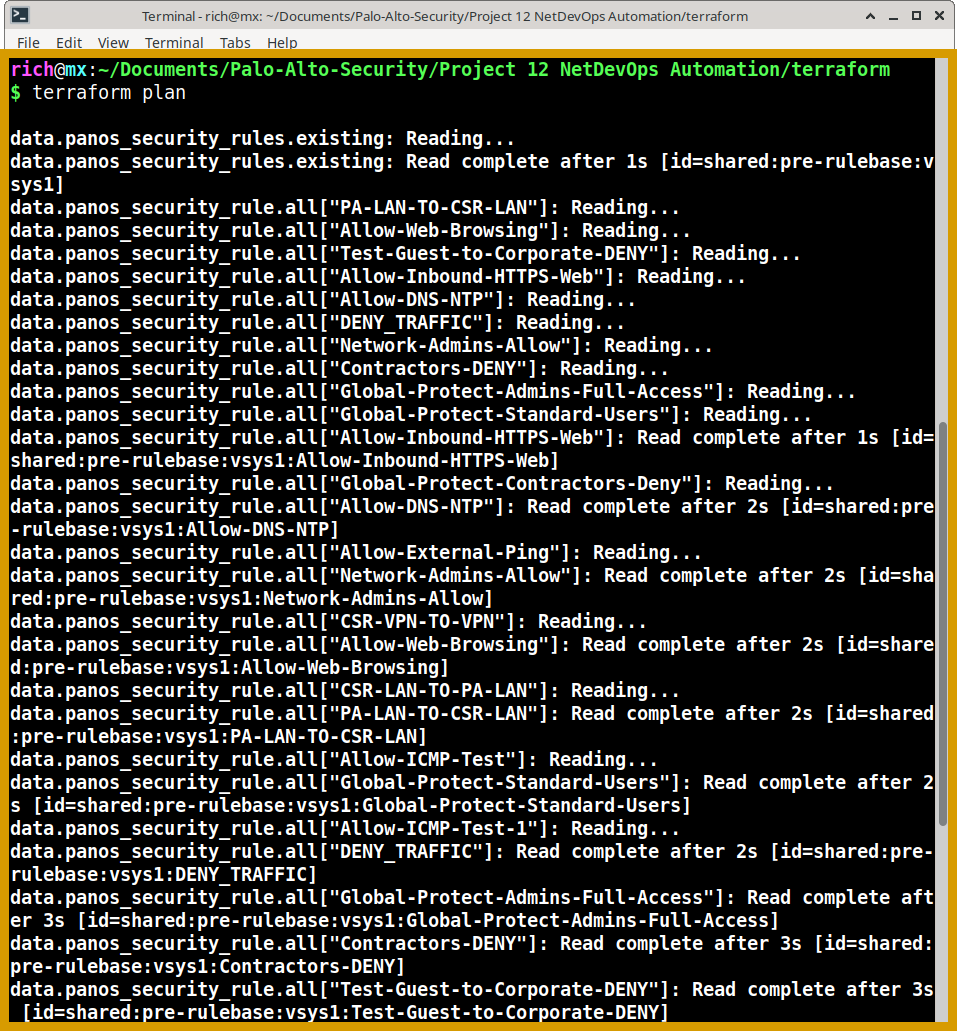 Terminal - rich@mx: ~/Documents/Palo-Alto-Security/Project 12 NetDevOps Automation/terraform
File Edit View Terminal Tabs Help
rich@mx:~/Documents/Palo-Alto-Security/Project 12 NetDevOps Automation/terraform
$ terraform plan
data.panos_security_rules.existing: Reading...
data.panos_security_rules.existing: Read complete after 1s [id=shared:pre-rulebase:v
sys1]
data.panos_security_rule.all["PA-LAN-TO-CSR-LAN"]: Reading...
data.panos_security_rule.all["Allow-Web-Browsing"]: Reading...
data.panos_security_rule.all["Test-Guest-to-Corporate-DENY"]: Reading...
data.panos_security_rule.all["Allow-Inbound-HTTPS-Web"]: Reading...
data.panos_security_rule.all["Allow-DNS-NTP"]: Reading...
data.panos_security_rule.all["DENY_TRAFFIC"]: Reading...
data.panos_security_rule.all["Network-Admins-Allow"]: Reading...
data.panos_security_rule.all["Contractors-DENY"]: Reading...
data.panos_security_rule.all["Global-Protect-Admins-Full-Access"]: Reading...
data.panos_security_rule.all["Global-Protect-Standard-Users"]: Reading...
data.panos_security_rule.all["Allow-Inbound-HTTPS-Web"]: Read complete after 1s [id=
shared:pre-rulebase:vsys1:Allow-Inbound-HTTPS-Web]
data.panos_security_rule.all["Global-Protect-Contractors-Deny"]: Reading...
data.panos_security_rule.all["Allow-DNS-NTP"]: Read complete after 2s [id=shared:pre
-rulebase:vsys1:Allow-DNS-NTP]
data.panos_security_rule.all["Allow-External-Ping"]: Reading...
data.panos_security_rule.all["Network-Admins-Allow"]: Read complete after 2s [id=sha
red:pre-rulebase:vsys1:Network-Admins-Allow]
data.panos_security_rule.all["CSR-VPN-TO-VPN"]: Reading...
data.panos_security_rule.all["Allow-Web-Browsing"]: Read complete after 2s [id=share
d:pre-rulebase:vsys1:Allow-Web-Browsing]
data.panos_security_rule.all["CSR-LAN-TO-PA-LAN"]: Reading...
data.panos_security_rule.all["PA-LAN-TO-CSR-LAN"]: Read complete after 2s [id=shared
:pre-rulebase:vsys1:PA-LAN-TO-CSR-LAN]
data.panos_security_rule.all["Allow-ICMP-Test"]: Reading...
data.panos_security_rule.all["Global-Protect-Standard-Users"]: Read complete after 2
s [id=shared:pre-rulebase:vsys1:Global-Protect-Standard-Users]
data.panos_security_rule.all["Allow-ICMP-Test-1"]: Reading...
data.panos_security_rule.all["DENY_TRAFFIC"]: Read complete after 2s [id=shared:pre-
rulebase:vsys1:DENY_TRAFFIC]
data.panos_security_rule.all["Global-Protect-Admins-Full-Access"]: Read complete aft
er 3s [id=shared:pre-rulebase:vsys1:Global-Protect-Admins-Full-Access]
data.panos_security_rule.all["Contractors-DENY"]: Read complete after 3s [id=shared:
pre-rulebase:vsys1:Contractors-DENY]
data.panos_security_rule.all["Test-Guest-to-Corporate-DENY"]: Read complete after 3s
[id=shared:pre-rulebase:vsys1:Test-Guest-to-Corporate-DENY]